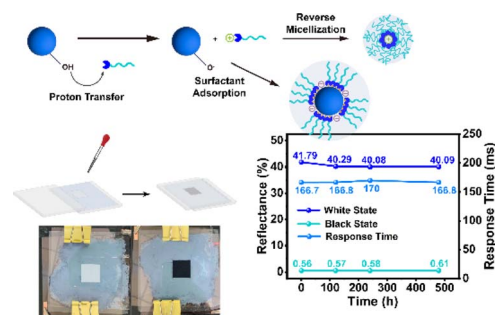 OH
Proton Transfer
O⁻
+
Surfactant
Adsorption
Reverse
Micellization
Reflectance (%)
50
40
30
20
10
0
41.79 40.29 40.08 40.09
166.7 166.8 170 166.8
White State
Black State
Response Time
0.56 0.57 0.58 0.61
0 100 200 300 400 500
Time (h)
250
200
150
100
50
0
Response Time (ms)